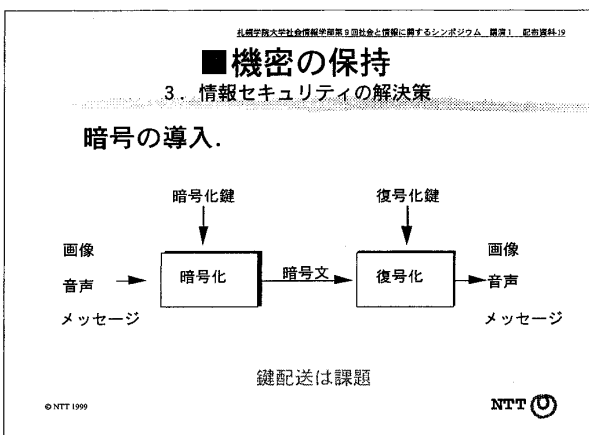 札幌学院大学社会情報学部第9回社会と情報に関するシンポジウム 講演1 配布資料-19
■機密の保持
3．情報セキュリティの解決策
暗号の導入.
暗号化鍵 復号化鍵
画像 画像
音声 暗号化 暗号文 復号化 音声
メッセージ メッセージ
鍵配送は課題
© NTT 1999 NTT